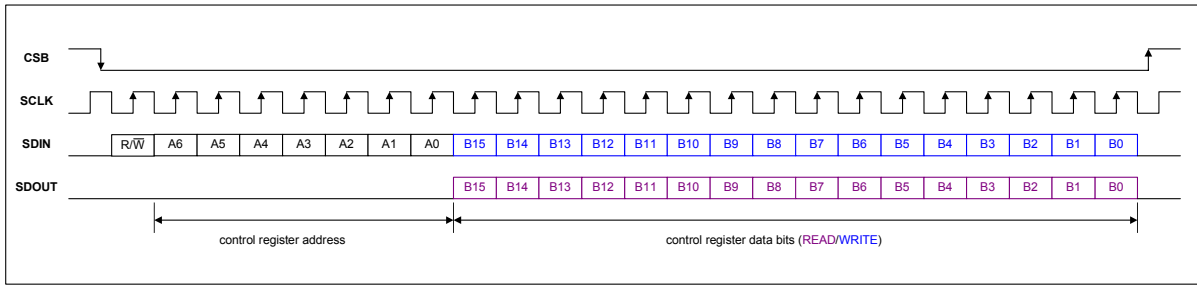 CSB
SCLK
SDIN R/W̅ A6 A5 A4 A3 A2 A1 A0 B15 B14 B13 B12 B11 B10 B9 B8 B7 B6 B5 B4 B3 B2 B1 B0
SDOUT B15 B14 B13 B12 B11 B10 B9 B8 B7 B6 B5 B4 B3 B2 B1 B0
control register address control register data bits (READ/WRITE)